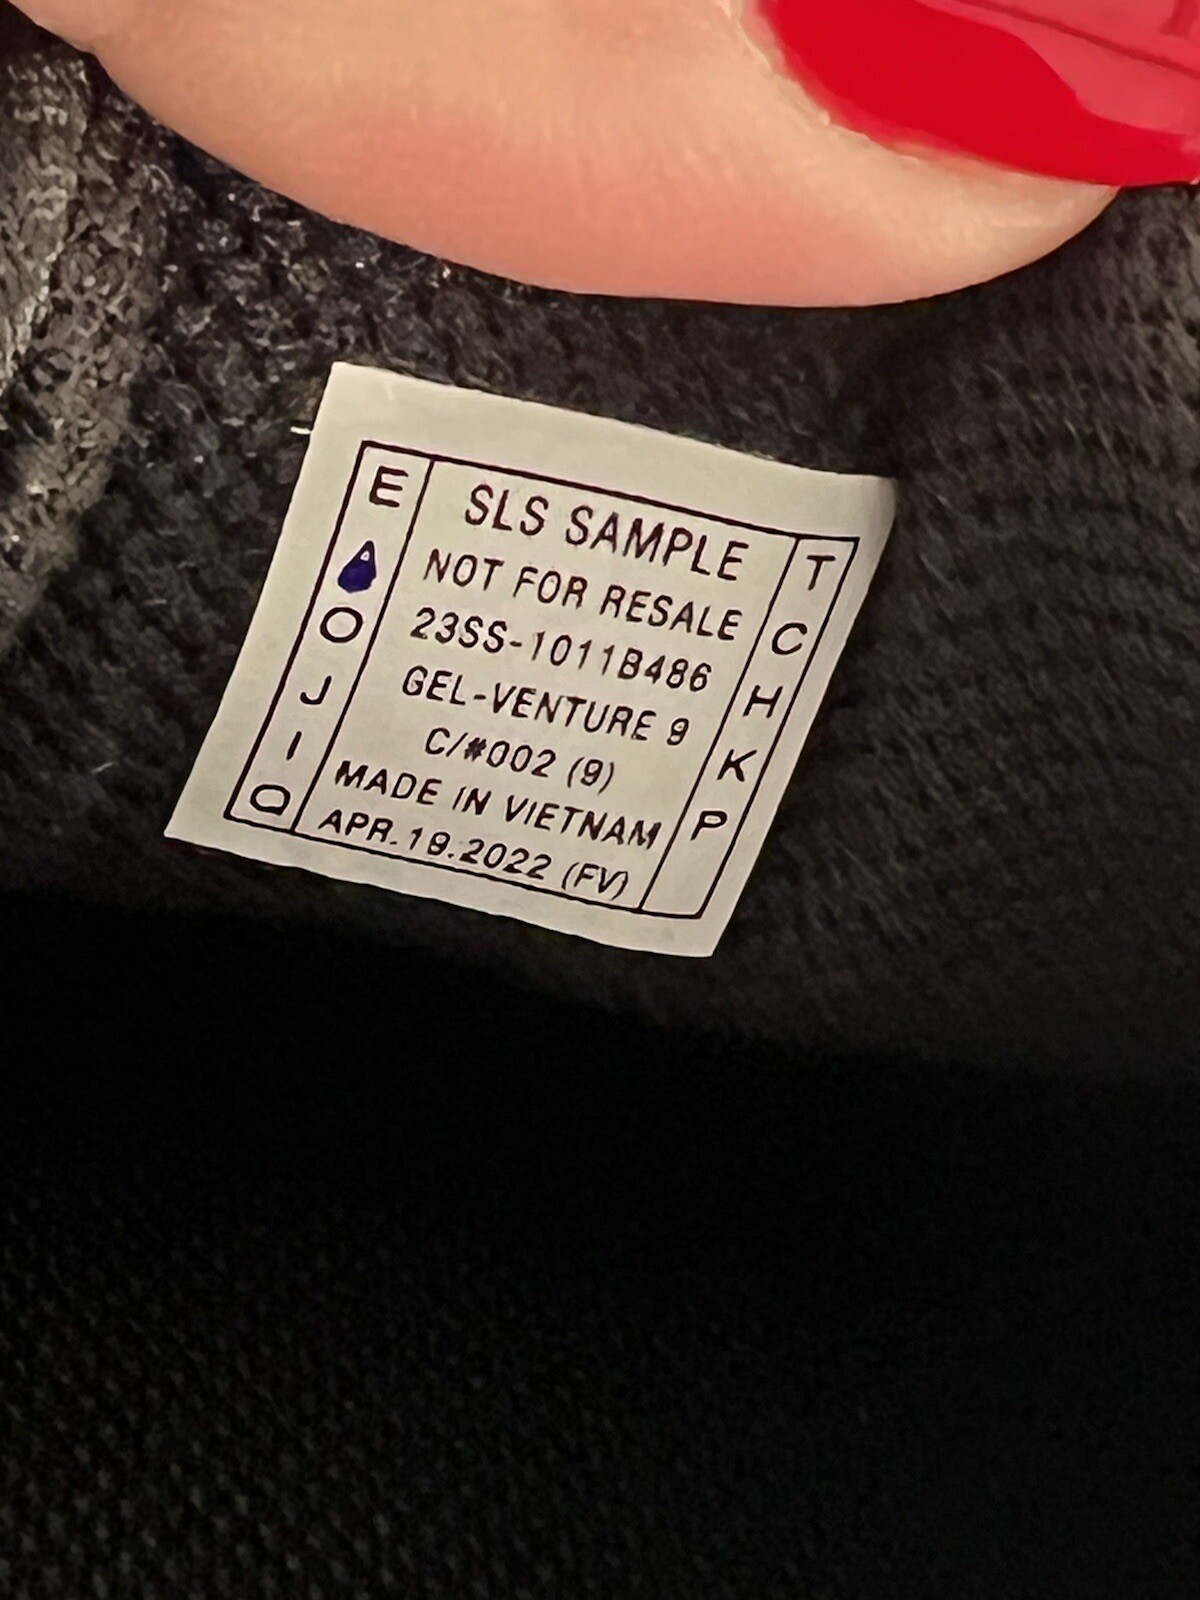 E
O
J
I
Q
SLS SAMPLE
NOT FOR RESALE
23SS-1011B486
GEL-VENTURE 9
C/#002 (9)
MADE IN VIETNAM
APR.19.2022 (FV)
T
C
H
K
P